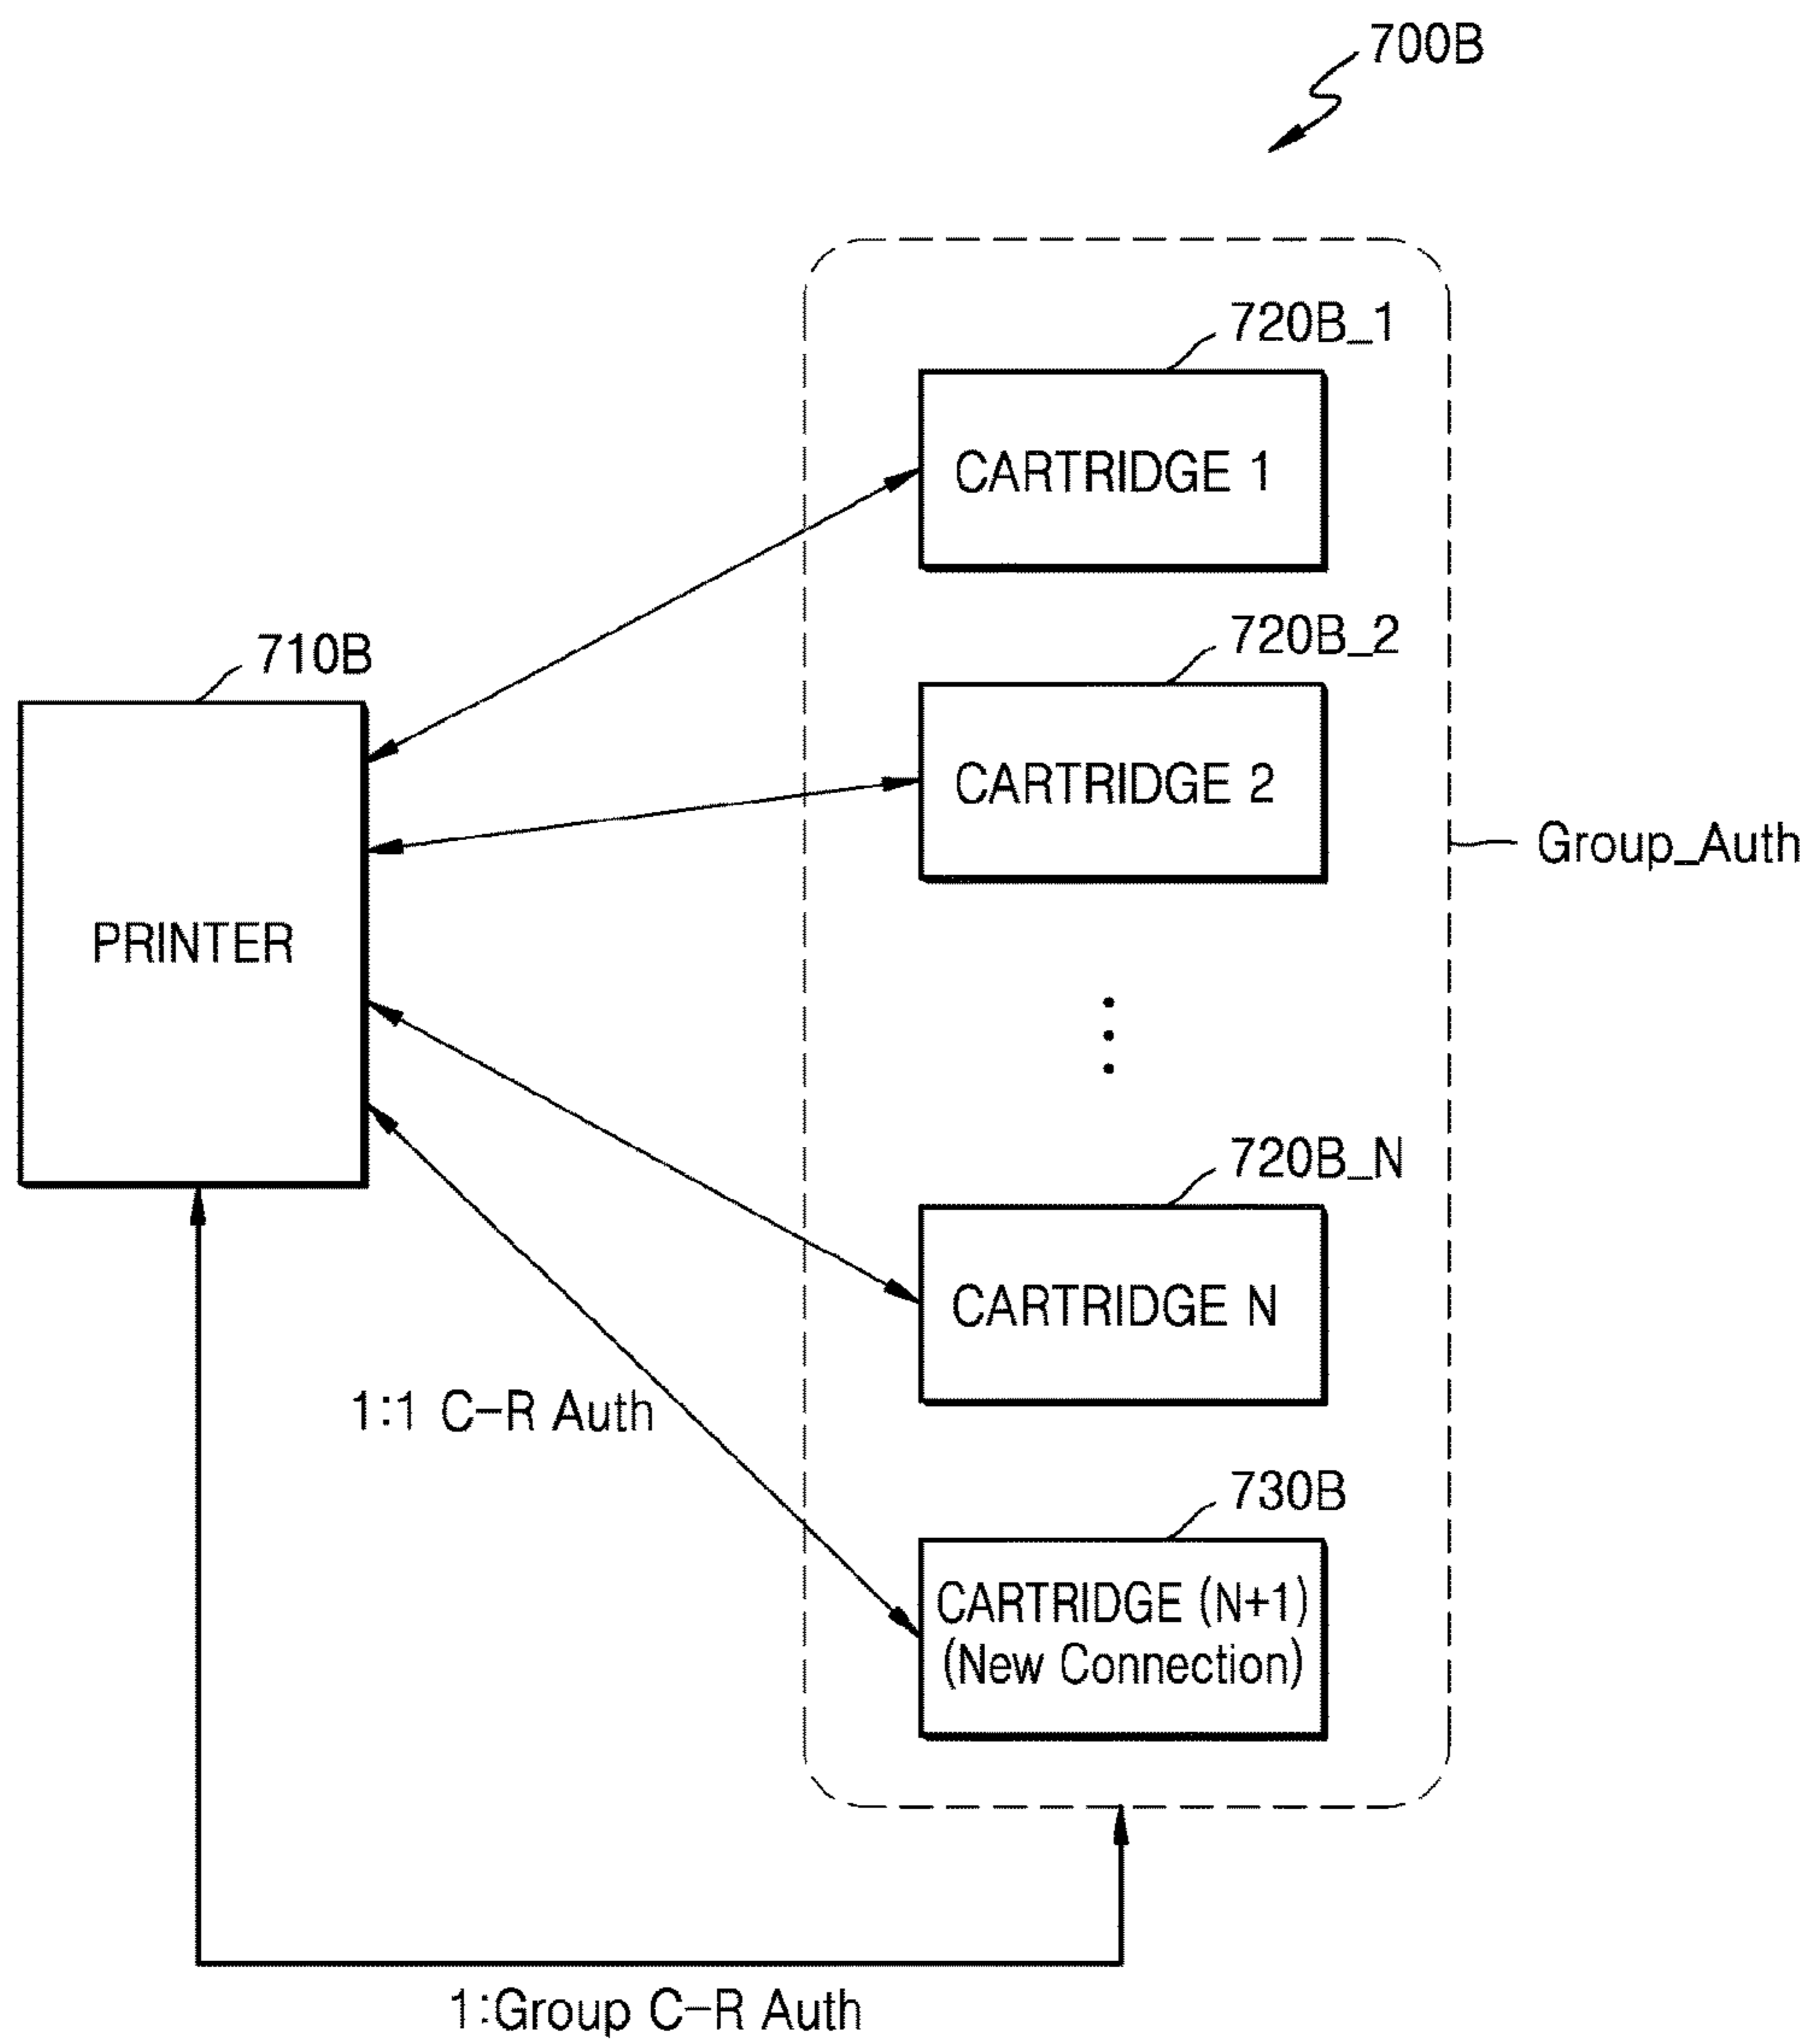 700B
720B_1
CARTRIDGE 1
720B_2
710B
CARTRIDGE 2
Group_Auth
PRINTER
720B_N
CARTRIDGE N
1:1 C-R Auth
730B
CARTRIDGE (N+1)
(New Connection)
1:Group C-R Auth